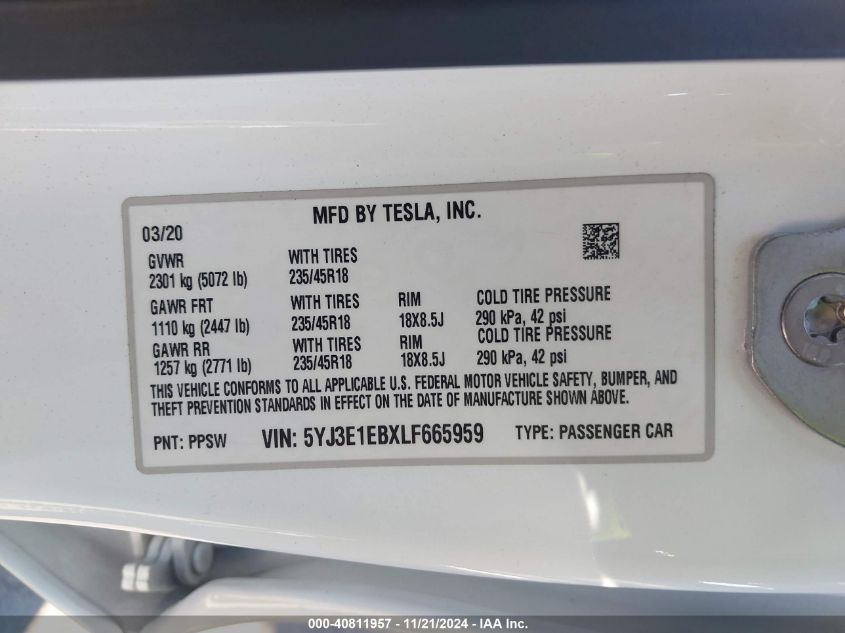 MFD BY TESLA, INC.
03/20
GVWR WITH TIRES
2301 kg (5072 lb) 235/45R18
GAWR FRT WITH TIRES RIM COLD TIRE PRESSURE
1110 kg (2447 lb) 235/45R18 18X8.5J 290 kPa, 42 psi
GAWR RR WITH TIRES RIM COLD TIRE PRESSURE
1257 kg (2771 lb) 235/45R18 18X8.5J 290 kPa, 42 psi
THIS VEHICLE CONFORMS TO ALL APPLICABLE U.S. FEDERAL MOTOR VEHICLE SAFETY, BUMPER, AND
THEFT PREVENTION STANDARDS IN EFFECT ON THE DATE OF MANUFACTURE SHOWN ABOVE.
PNT: PPSW VIN: 5YJ3E1EBXLF665959 TYPE: PASSENGER CAR
000-40811957 - 11/21/2024 - IAA Inc.